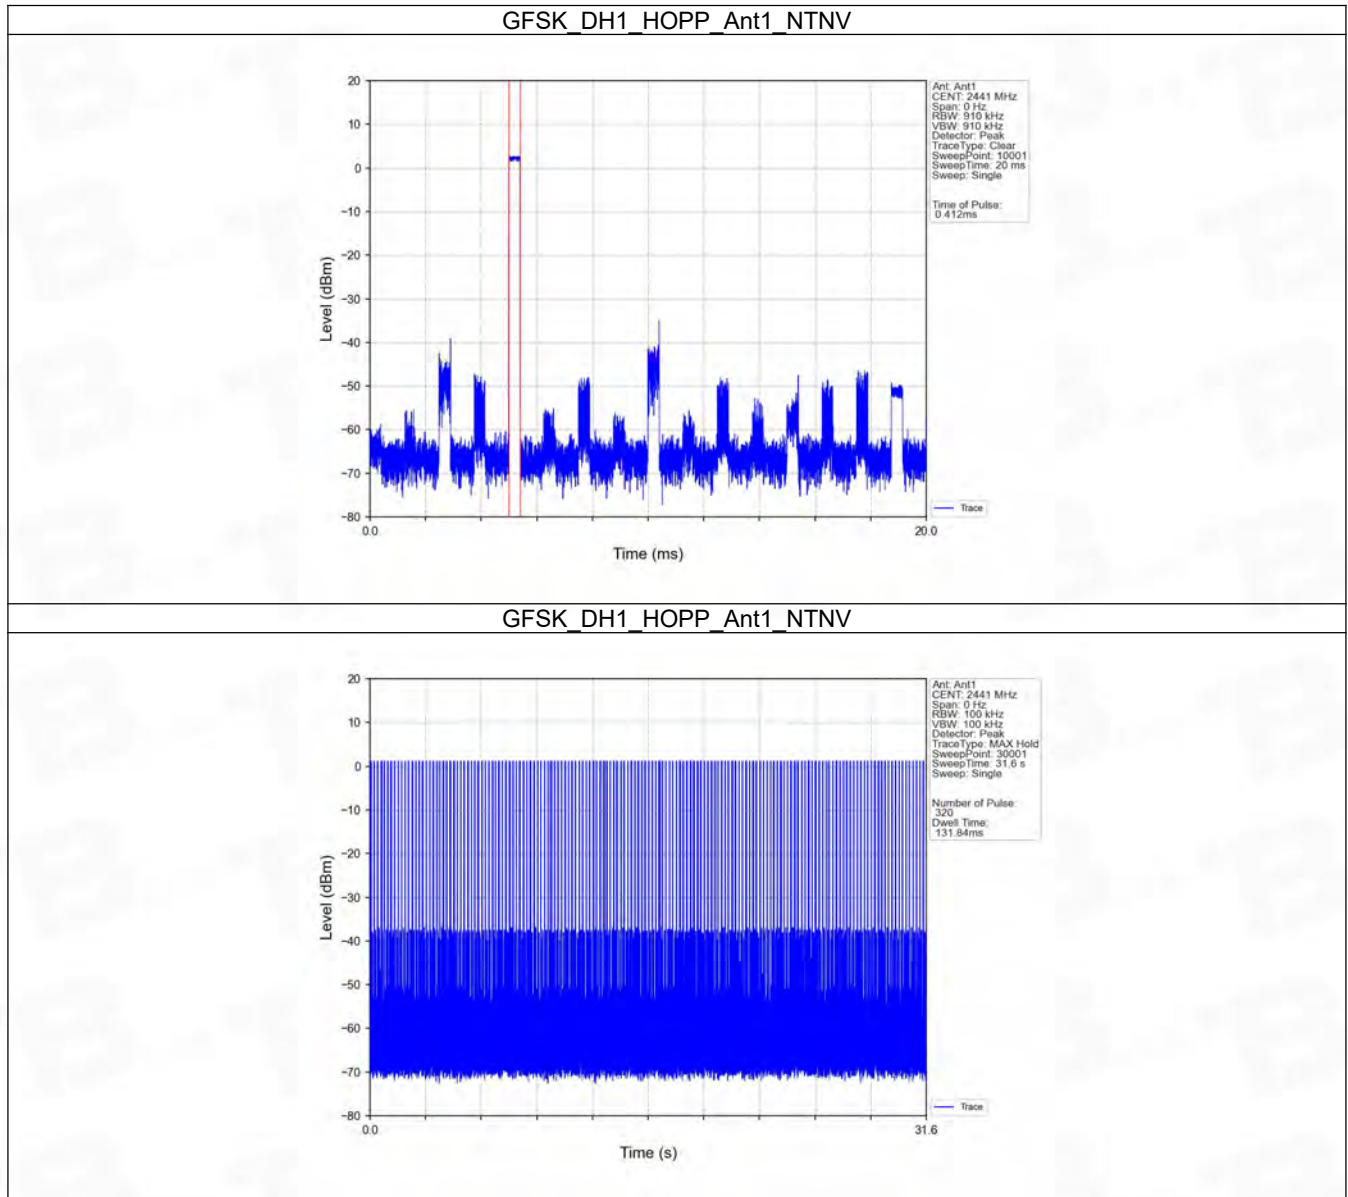 GFSK_DH1_HOPP_Ant1_NTNV
20
10
0
−10
−20
−30
−40
−50
−60
−70
−80
Level (dBm)
0.0
20.0
Time (ms)
Ant: Ant1
CENT: 2441 MHz
Span: 0 Hz
RBW: 910 kHz
VBW: 910 kHz
Detector: Peak
TraceType: Clear
SweepPoint: 10001
SweepTime: 20 ms
Sweep: Single
Time of Pulse:
0.412ms
Trace
GFSK_DH1_HOPP_Ant1_NTNV
20
10
0
−10
−20
−30
−40
−50
−60
−70
−80
Level (dBm)
0.0
31.6
Time (s)
Ant: Ant1
CENT: 2441 MHz
Span: 0 Hz
RBW: 100 kHz
VBW: 100 kHz
Detector: Peak
TraceType: MAX Hold
SweepPoint: 30001
SweepTime: 31.6 s
Sweep: Single
Number of Pulse:
320
Dwell Time:
131.84ms
Trace